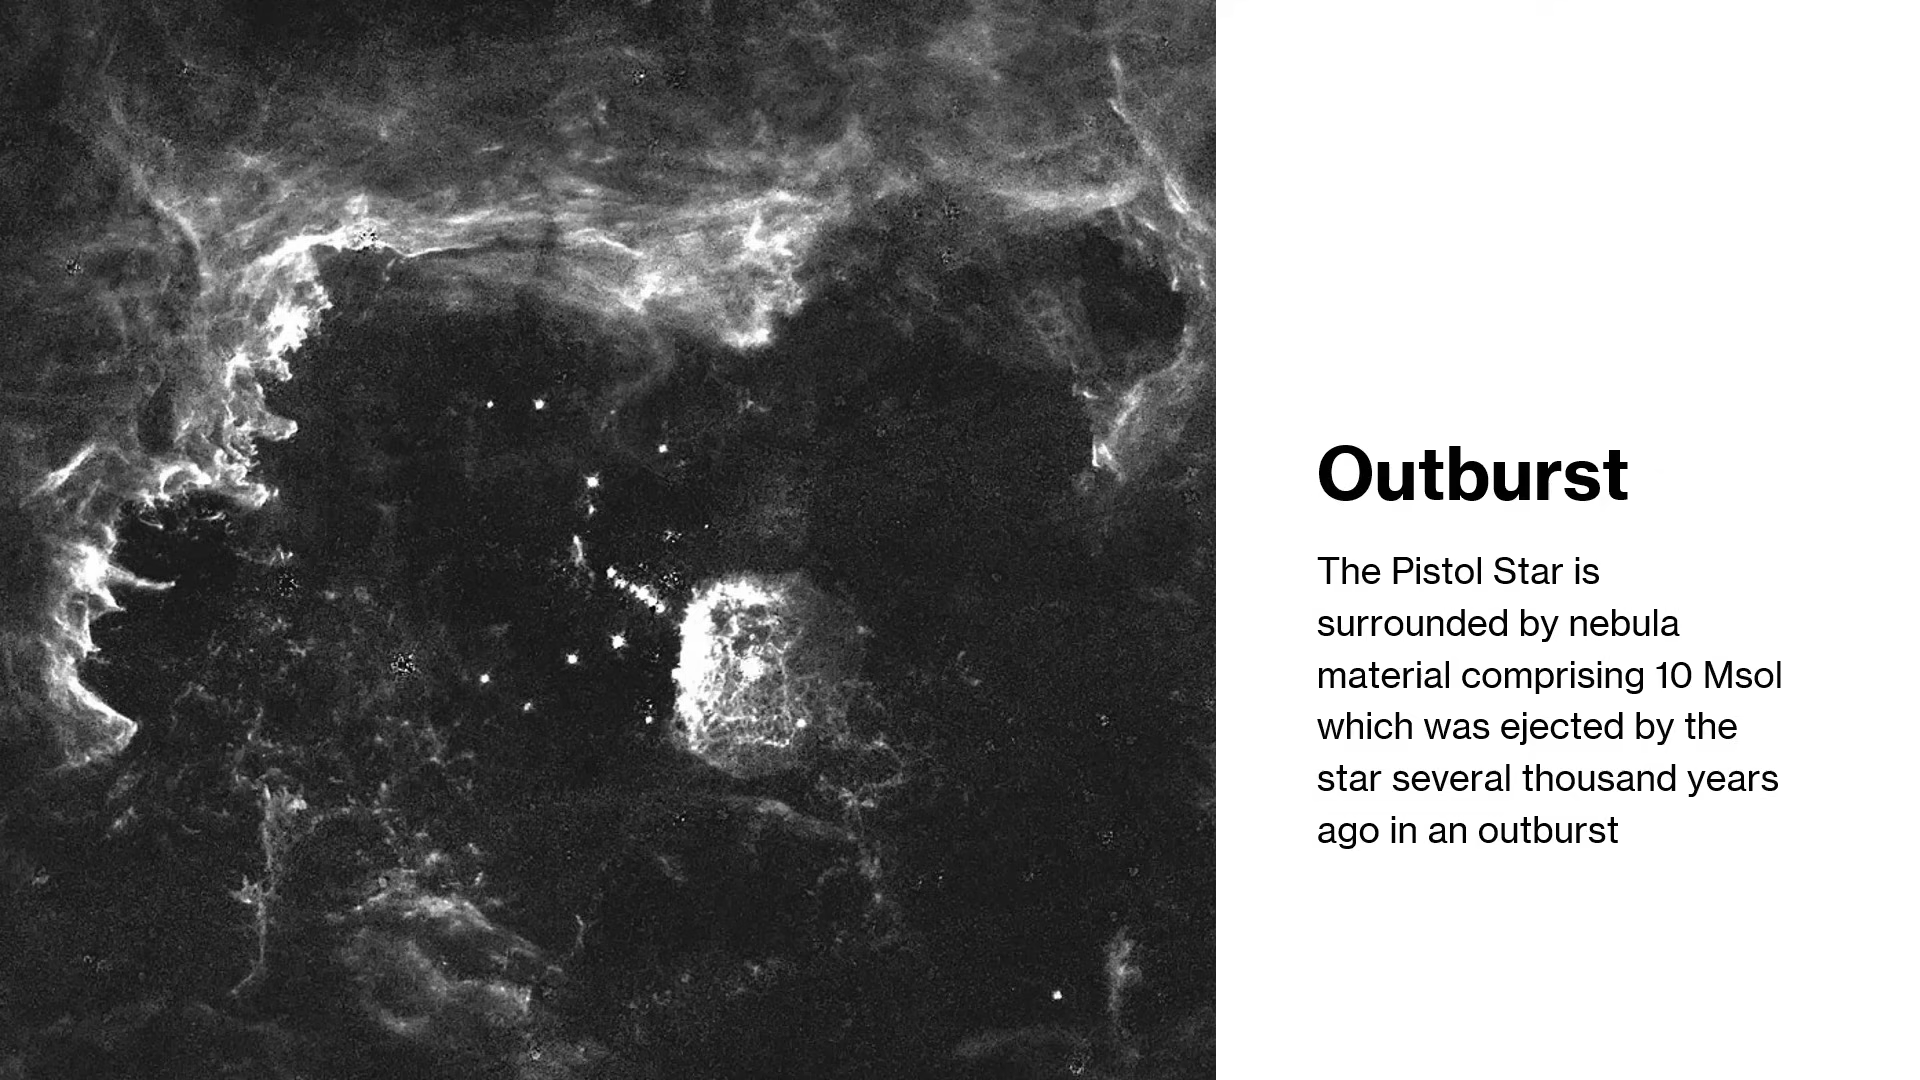 Outburst
The Pistol Star is
surrounded by nebula
material comprising 10 Msol
which was ejected by the
star several thousand years
ago in an outburst